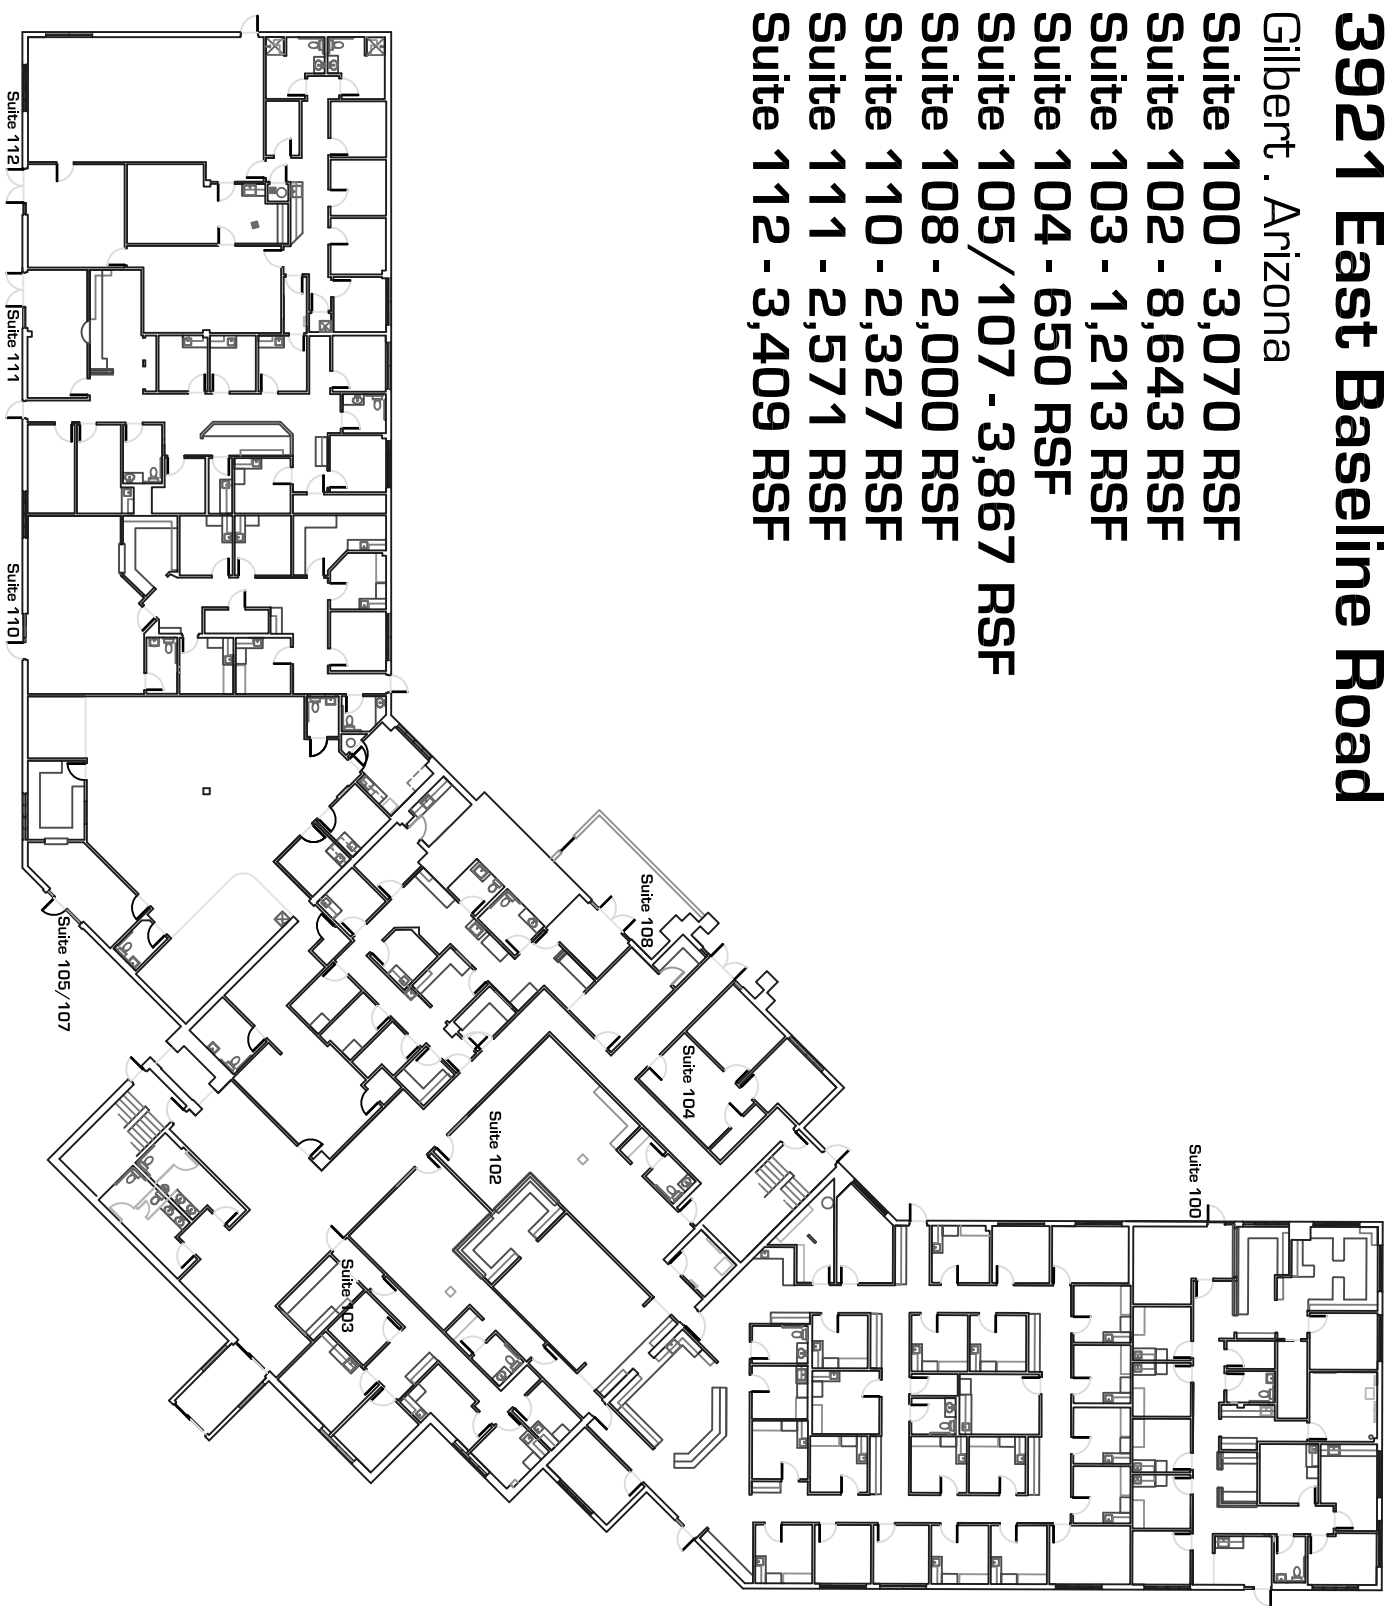 3921 East Baseline Road
Gilbert . Arizona
Suite 100 - 3,070 RSF
Suite 102 - 8,643 RSF
Suite 103 - 1,213 RSF
Suite 104 - 650 RSF
Suite 105/107 - 3,867 RSF
Suite 108 - 2,000 RSF
Suite 110 - 2,327 RSF
Suite 111 - 2,571 RSF
Suite 112 - 3,409 RSF
Suite 100
Suite 104
Suite 108
Suite 102
Suite 103
Suite 105/107
Suite 112
Suite 111
Suite 110